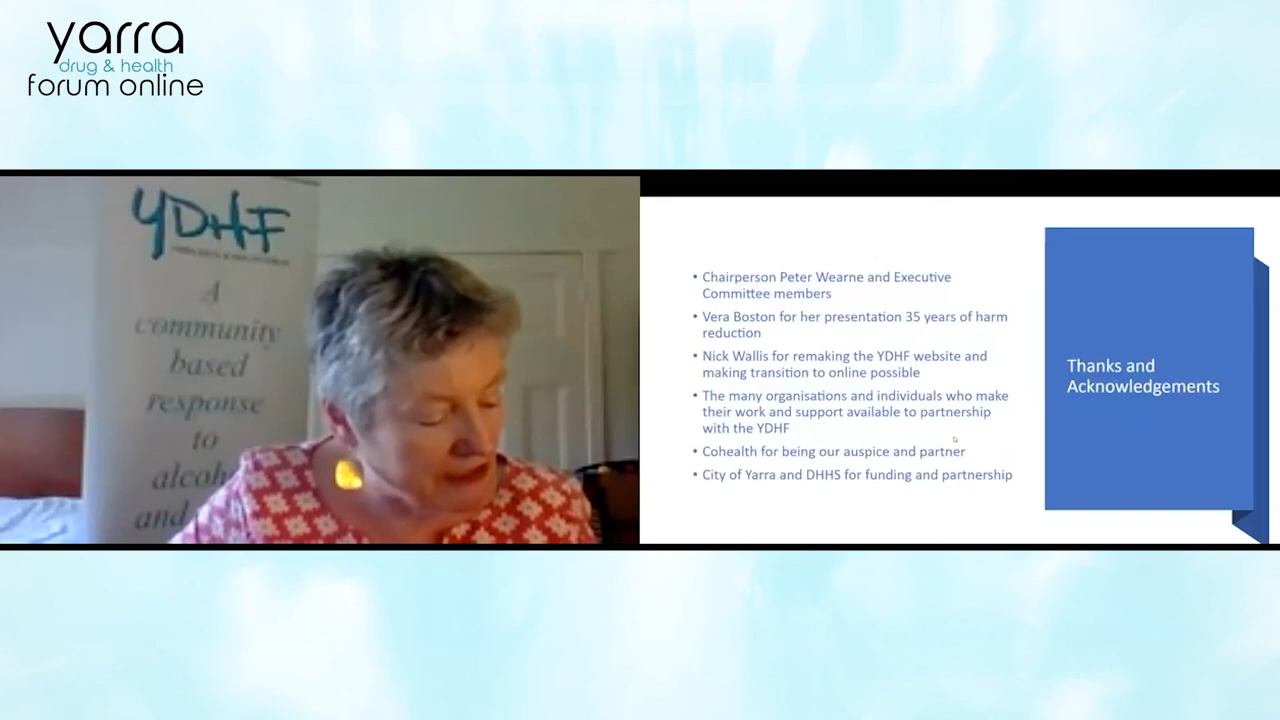 yarra
drug & health
forum online
YDHF
A
community
based
response
to
alcoh
and
• Chairperson Peter Wearne and Executive
Committee members
• Vera Boston for her presentation 35 years of harm
reduction
• Nick Wallis for remaking the YDHF website and
making transition to online possible
• The many organisations and individuals who make
their work and support available to partnership
with the YDHF
• Cohealth for being our auspice and partner
• City of Yarra and DHHS for funding and partnership
Thanks and
Acknowledgements